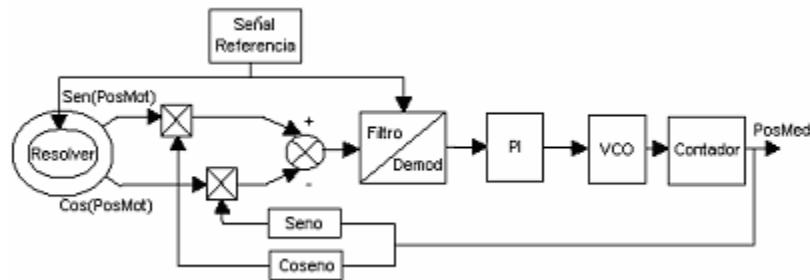 Señal
Referencia
Sen(PosMot)
Resolver
Cos(PosMot)
+
-
Filtro
Demod
PI
VCO
Contador
PosMed
Seno
Coseno